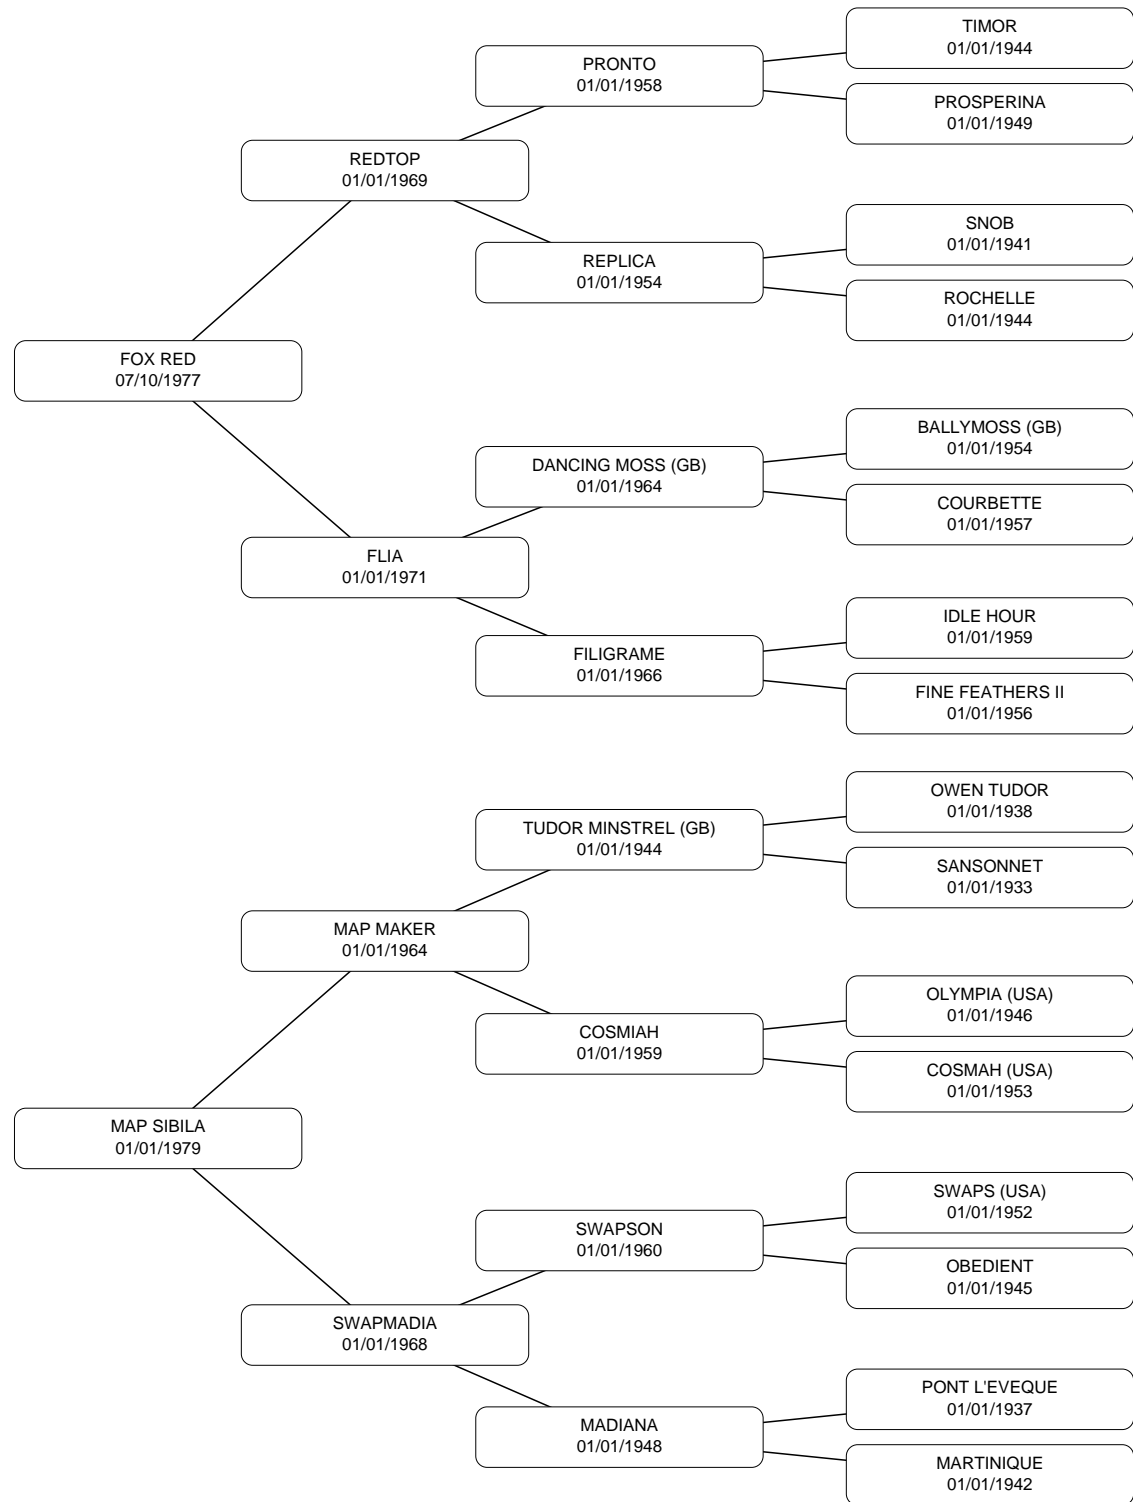 TIMOR
01/01/1944
PRONTO
01/01/1958
PROSPERINA
01/01/1949
REDTOP
01/01/1969
SNOB
01/01/1941
REPLICA
01/01/1954
ROCHELLE
01/01/1944
FOX RED
07/10/1977
BALLYMOSS (GB)
01/01/1954
DANCING MOSS (GB)
01/01/1964
COURBETTE
01/01/1957
FLIA
01/01/1971
IDLE HOUR
01/01/1959
FILIGRAME
01/01/1966
FINE FEATHERS II
01/01/1956
OWEN TUDOR
01/01/1938
TUDOR MINSTREL (GB)
01/01/1944
SANSONNET
01/01/1933
MAP MAKER
01/01/1964
OLYMPIA (USA)
01/01/1946
COSMIAH
01/01/1959
COSMAH (USA)
01/01/1953
MAP SIBILA
01/01/1979
SWAPS (USA)
01/01/1952
SWAPSON
01/01/1960
OBEDIENT
01/01/1945
SWAPMADIA
01/01/1968
PONT L'EVEQUE
01/01/1937
MADIANA
01/01/1948
MARTINIQUE
01/01/1942